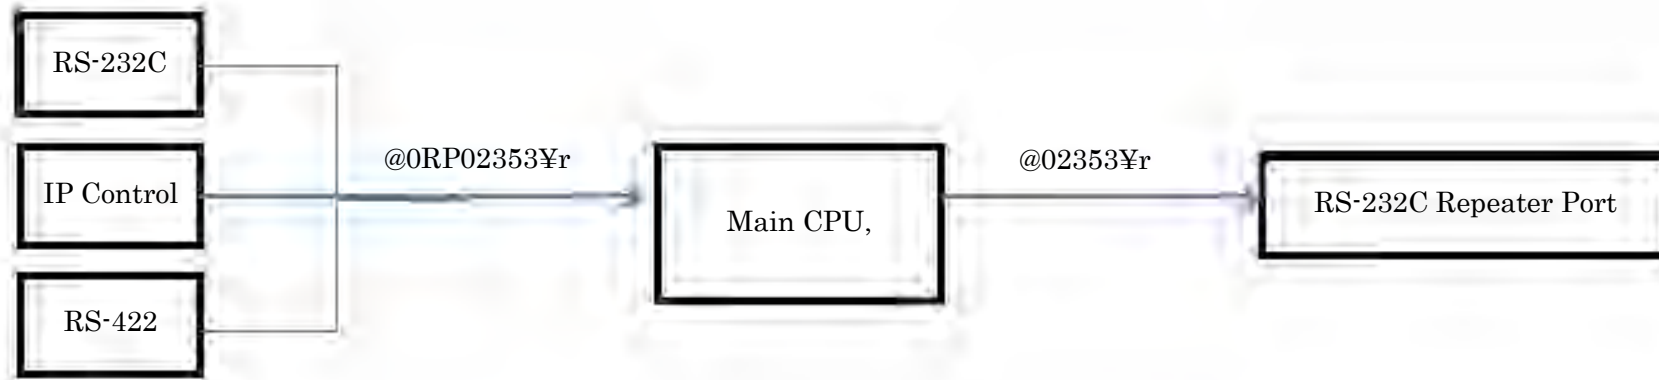 RS-232C
@0RP02353¥r
@02353¥r
IP Control
RS-232C Repeater Port
Main CPU,
RS-422